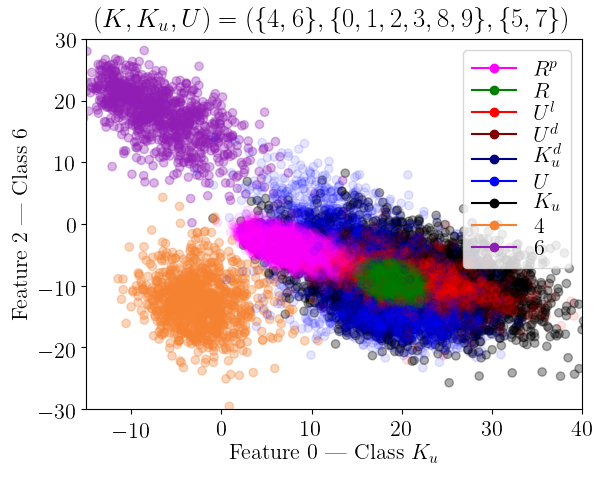 (K, K_u, U) = ({4, 6}, {0, 1, 2, 3, 8, 9}, {5, 7})
30
20
10
0
−10
−20
−30
Feature 2 — Class 6
R^p
R
U^l
U^d
K_u^d
U
K_u
4
6
−10
0
10
20
30
40
Feature 0 — Class K_u